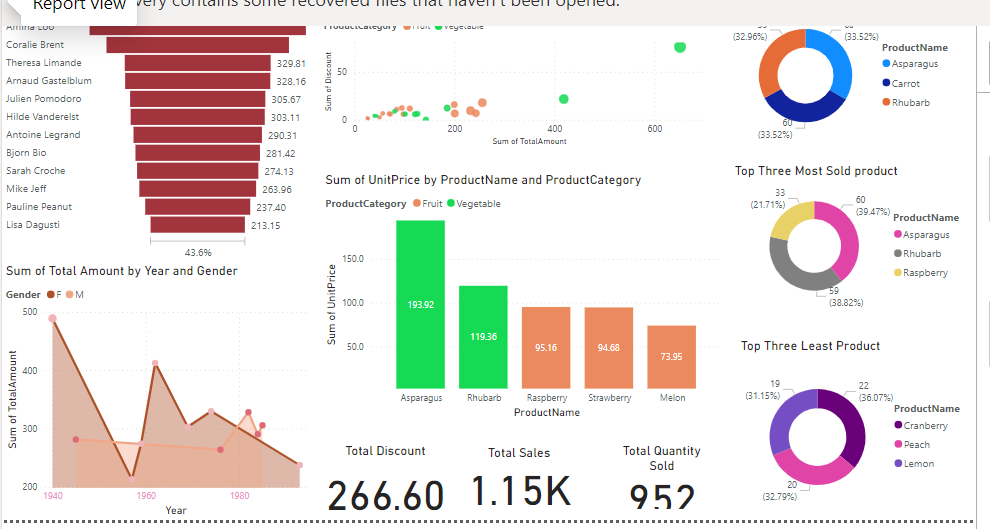 Report view
very contains some recovered files that haven't been opened.
Amina Loo
Coralie Brent
Theresa Limande 329.81
Arnaud Gastelblum 328.16
Julien Pomodoro 305.67
Hilde Vanderelst 303.11
Antoine Legrand 290.31
Bjorn Bio 281.42
Sarah Croche 274.13
Mike Jeff 263.96
Pauline Peanut 237.40
Lisa Dagusti 213.15
43.6%
Sum of Total Amount by Year and Gender
Gender F M
Sum of TotalAmount
500
400
300
200
1940 1960 1980
Year
ProductCategory Fruit Vegetable
Sum of Discount
50
0
0 200 400 600
Sum of TotalAmount
Sum of UnitPrice by ProductName and ProductCategory
ProductCategory Fruit Vegetable
Sum of UnitPrice
150.0
100.0
50.0
193.92
119.36
95.16
94.68
73.95
Asparagus Rhubarb Raspberry Strawberry Melon
ProductName
Total Discount
266.60
Total Sales
1.15K
Total Quantity
Sold
952
(32.96%)
(33.52%)
60
(33.52%)
ProductName
Asparagus
Carrot
Rhubarb
Top Three Most Sold product
33
(21.71%)
60
(39.47%)
59
(38.82%)
ProductName
Asparagus
Rhubarb
Raspberry
Top Three Least Product
19
(31.15%)
22
(36.07%)
20
(32.79%)
ProductName
Cranberry
Peach
Lemon